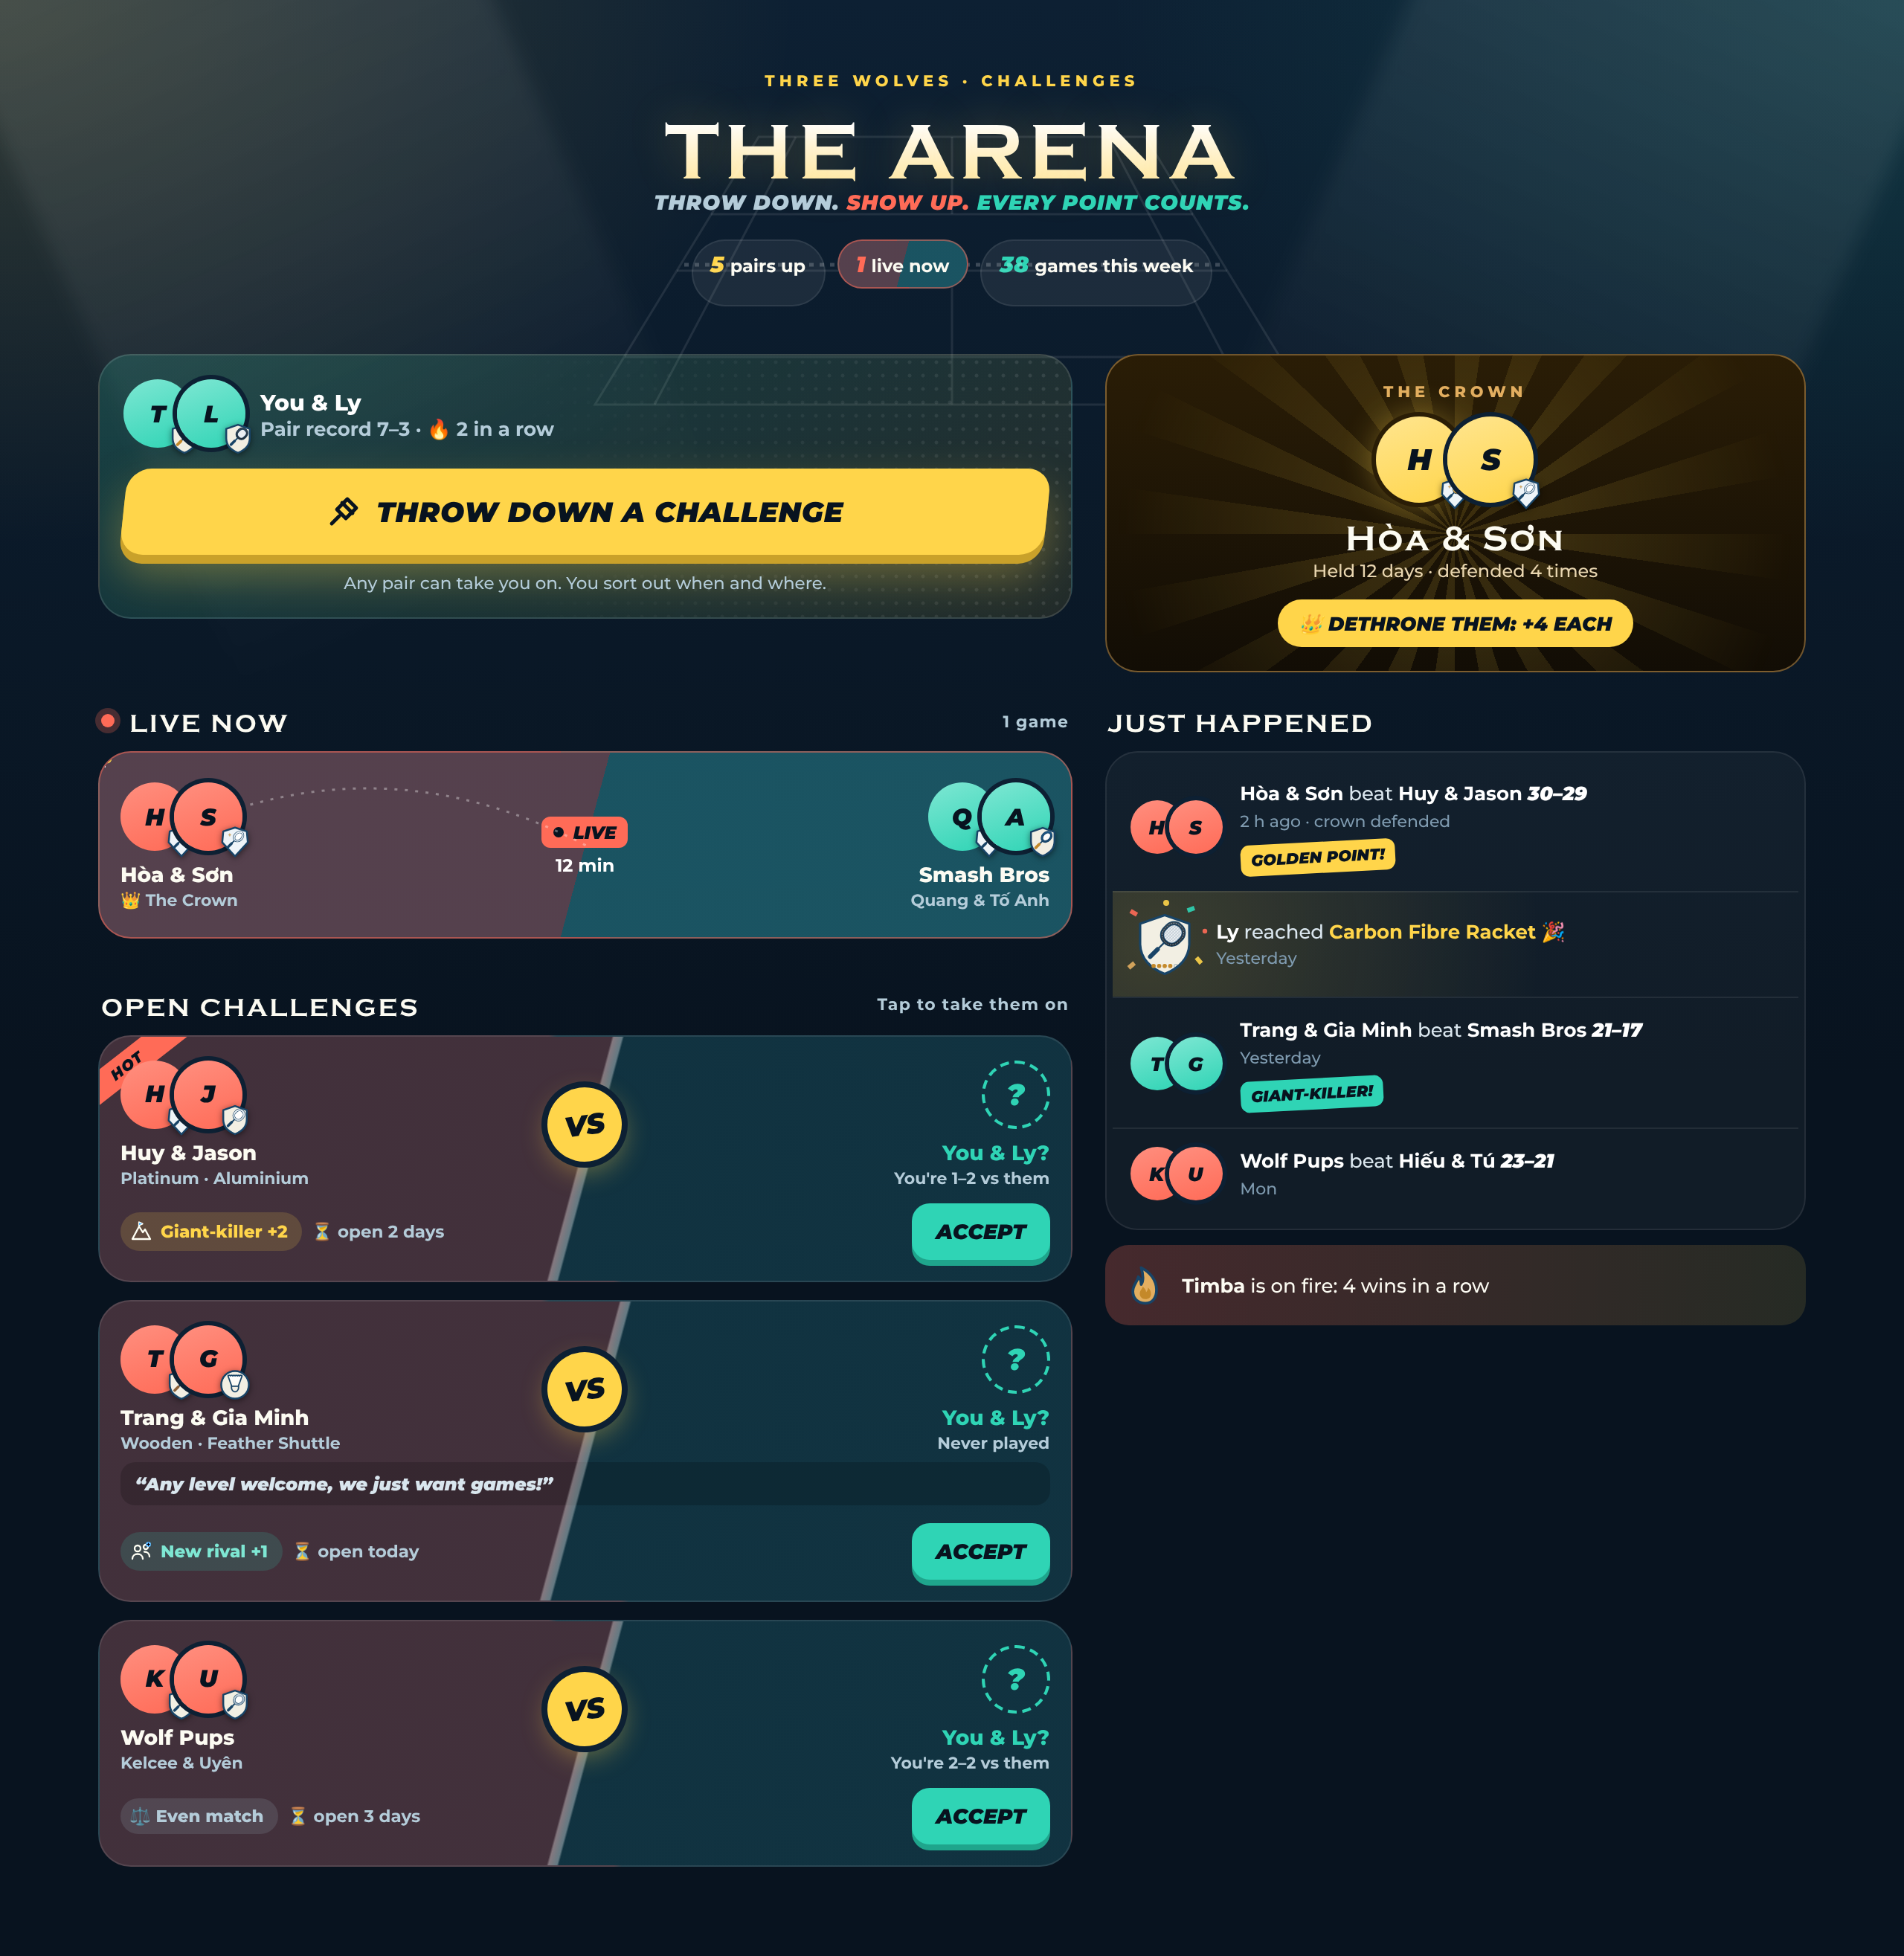 THREE WOLVES · CHALLENGES
THE ARENA
THROW DOWN. SHOW UP. EVERY POINT COUNTS.
5 pairs up
1 live now
38 games this week
T L
You & Ly
Pair record 7–3 · 🔥 2 in a row
THROW DOWN A CHALLENGE
Any pair can take you on. You sort out when and where.
THE CROWN
H S
Hòa & Sơn
Held 12 days · defended 4 times
👑 DETHRONE THEM: +4 EACH
LIVE NOW
1 game
H S
Hòa & Sơn
👑 The Crown
LIVE
12 min
Q A
Smash Bros
Quang & Tố Anh
OPEN CHALLENGES
Tap to take them on
HOT
H J
Huy & Jason
Platinum · Aluminium
VS
?
You & Ly?
You're 1–2 vs them
Giant-killer +2
⏳ open 2 days
ACCEPT
T G
Trang & Gia Minh
Wooden · Feather Shuttle
VS
?
You & Ly?
Never played
“Any level welcome, we just want games!”
New rival +1
⏳ open today
ACCEPT
K U
Wolf Pups
Kelcee & Uyên
VS
?
You & Ly?
You're 2–2 vs them
⚖️ Even match
⏳ open 3 days
ACCEPT
JUST HAPPENED
H S
Hòa & Sơn beat Huy & Jason 30–29
2 h ago · crown defended
GOLDEN POINT!
Ly reached Carbon Fibre Racket 🎉
Yesterday
T G
Trang & Gia Minh beat Smash Bros 21–17
Yesterday
GIANT-KILLER!
K U
Wolf Pups beat Hiếu & Tú 23–21
Mon
Timba is on fire: 4 wins in a row